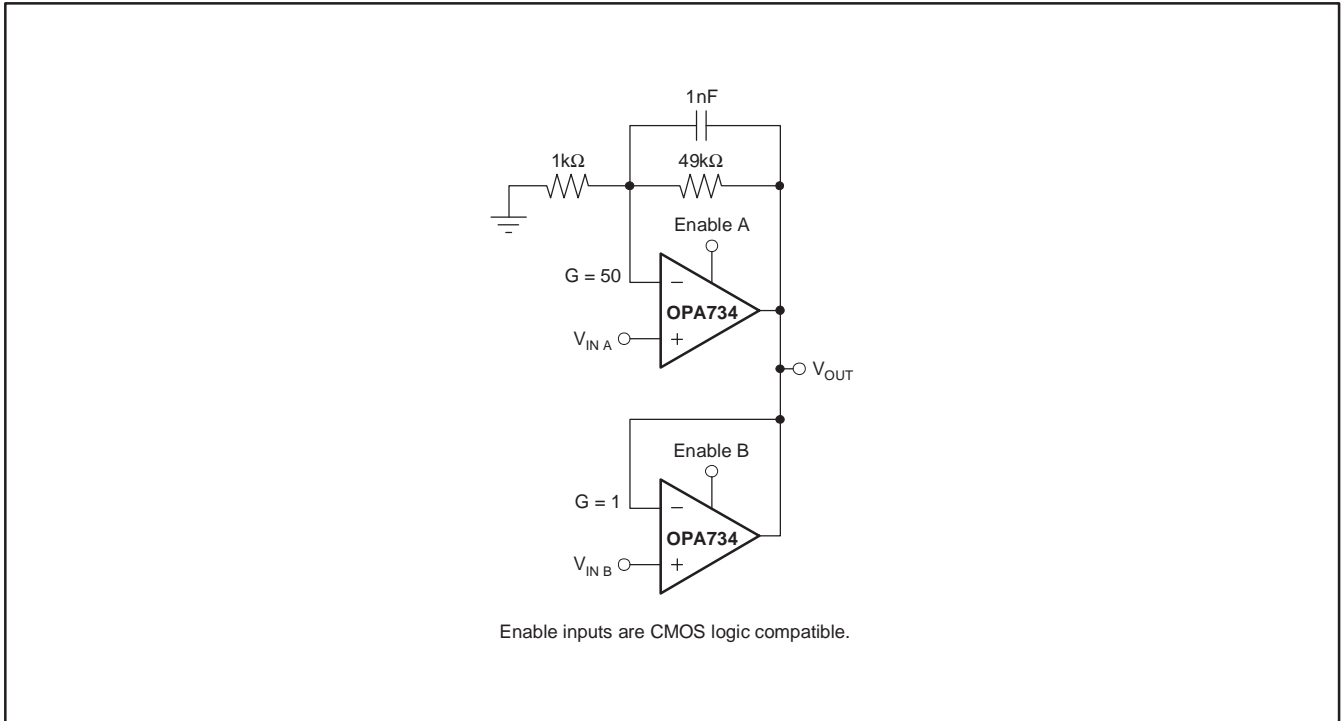 1nF
1kΩ
49kΩ
Enable A
G = 50
−
OPA734
V_IN A
+
V_OUT
Enable B
G = 1
−
OPA734
V_IN B
+
Enable inputs are CMOS logic compatible.